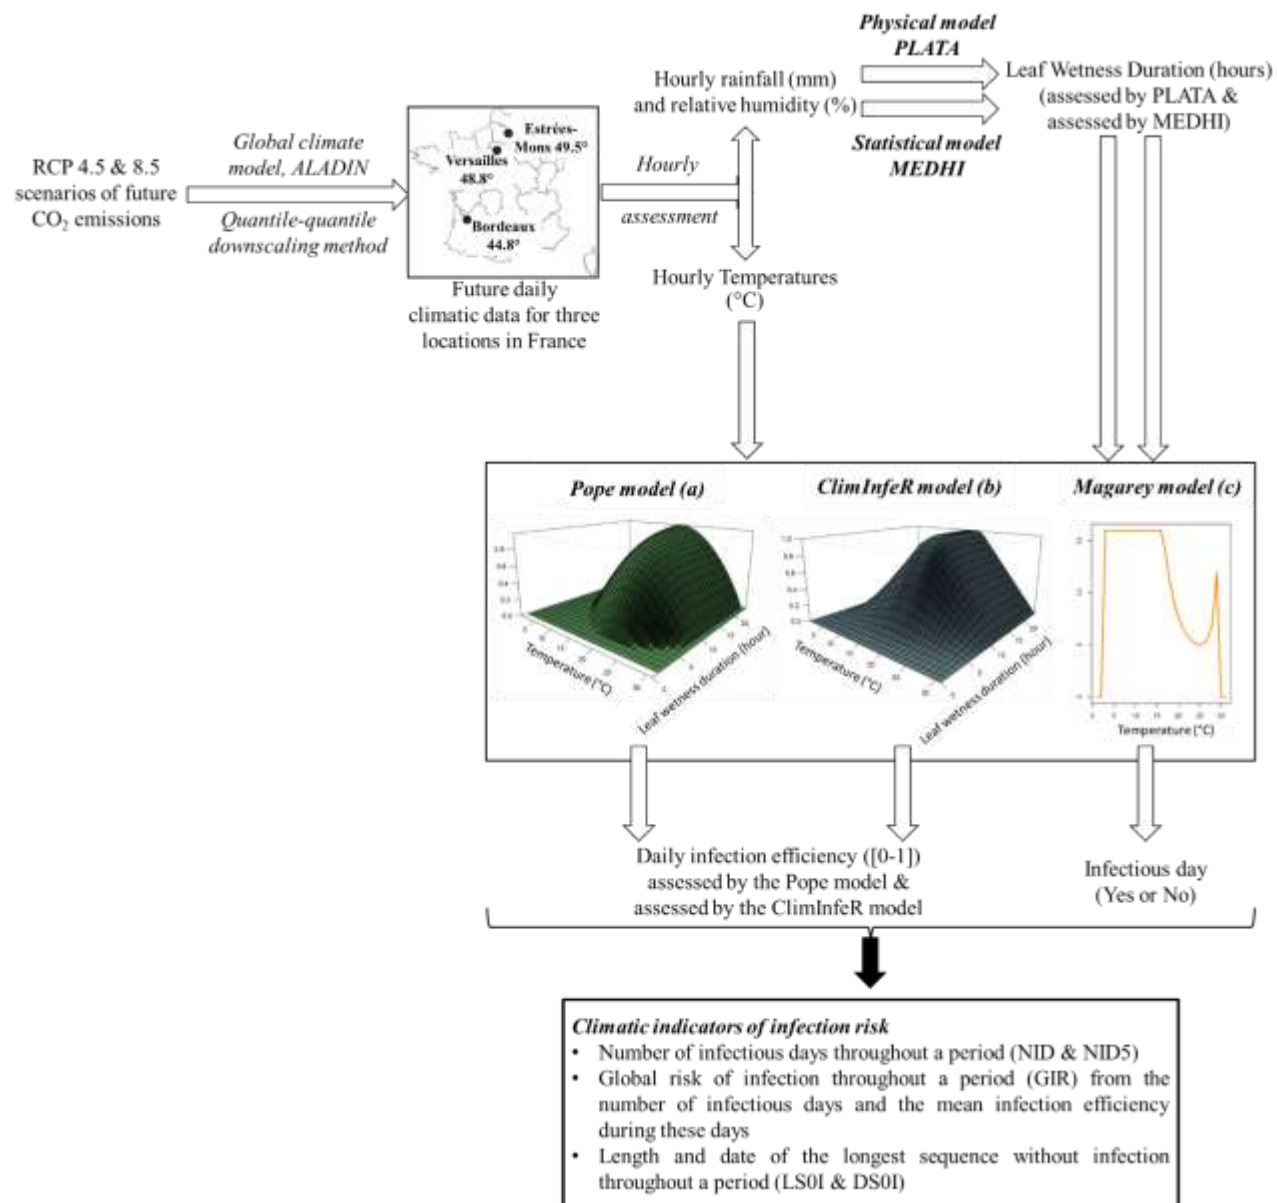 Physical model
PLATA
Hourly rainfall (mm)
and relative humidity (%)
Leaf Wetness Duration (hours)
(assessed by PLATA &
assessed by MEDHI)
Statistical model
MEDHI
RCP 4.5 & 8.5
scenarios of future
CO₂ emissions
Global climate
model, ALADIN
Quantile-quantile
downscaling method
Estrées-
Mons 49.5°
Versailles
48.8°
Bordeaux
44.8°
Future daily
climatic data for three
locations in France
Hourly
assessment
Hourly Temperatures
(°C)
Pope model (a)
Temperature (°C)
Leaf wetness duration (hour)
ClimInfeR model (b)
Temperature (°C)
Leaf wetness duration (hour)
Magarey model (c)
Temperature (°C)
Daily infection efficiency ([0-1])
assessed by the Pope model &
assessed by the ClimInfeR model
Infectious day
(Yes or No)
Climatic indicators of infection risk
• Number of infectious days throughout a period (NID & NID5)
• Global risk of infection throughout a period (GIR) from the
number of infectious days and the mean infection efficiency
during these days
• Length and date of the longest sequence without infection
throughout a period (LS0I & DS0I)